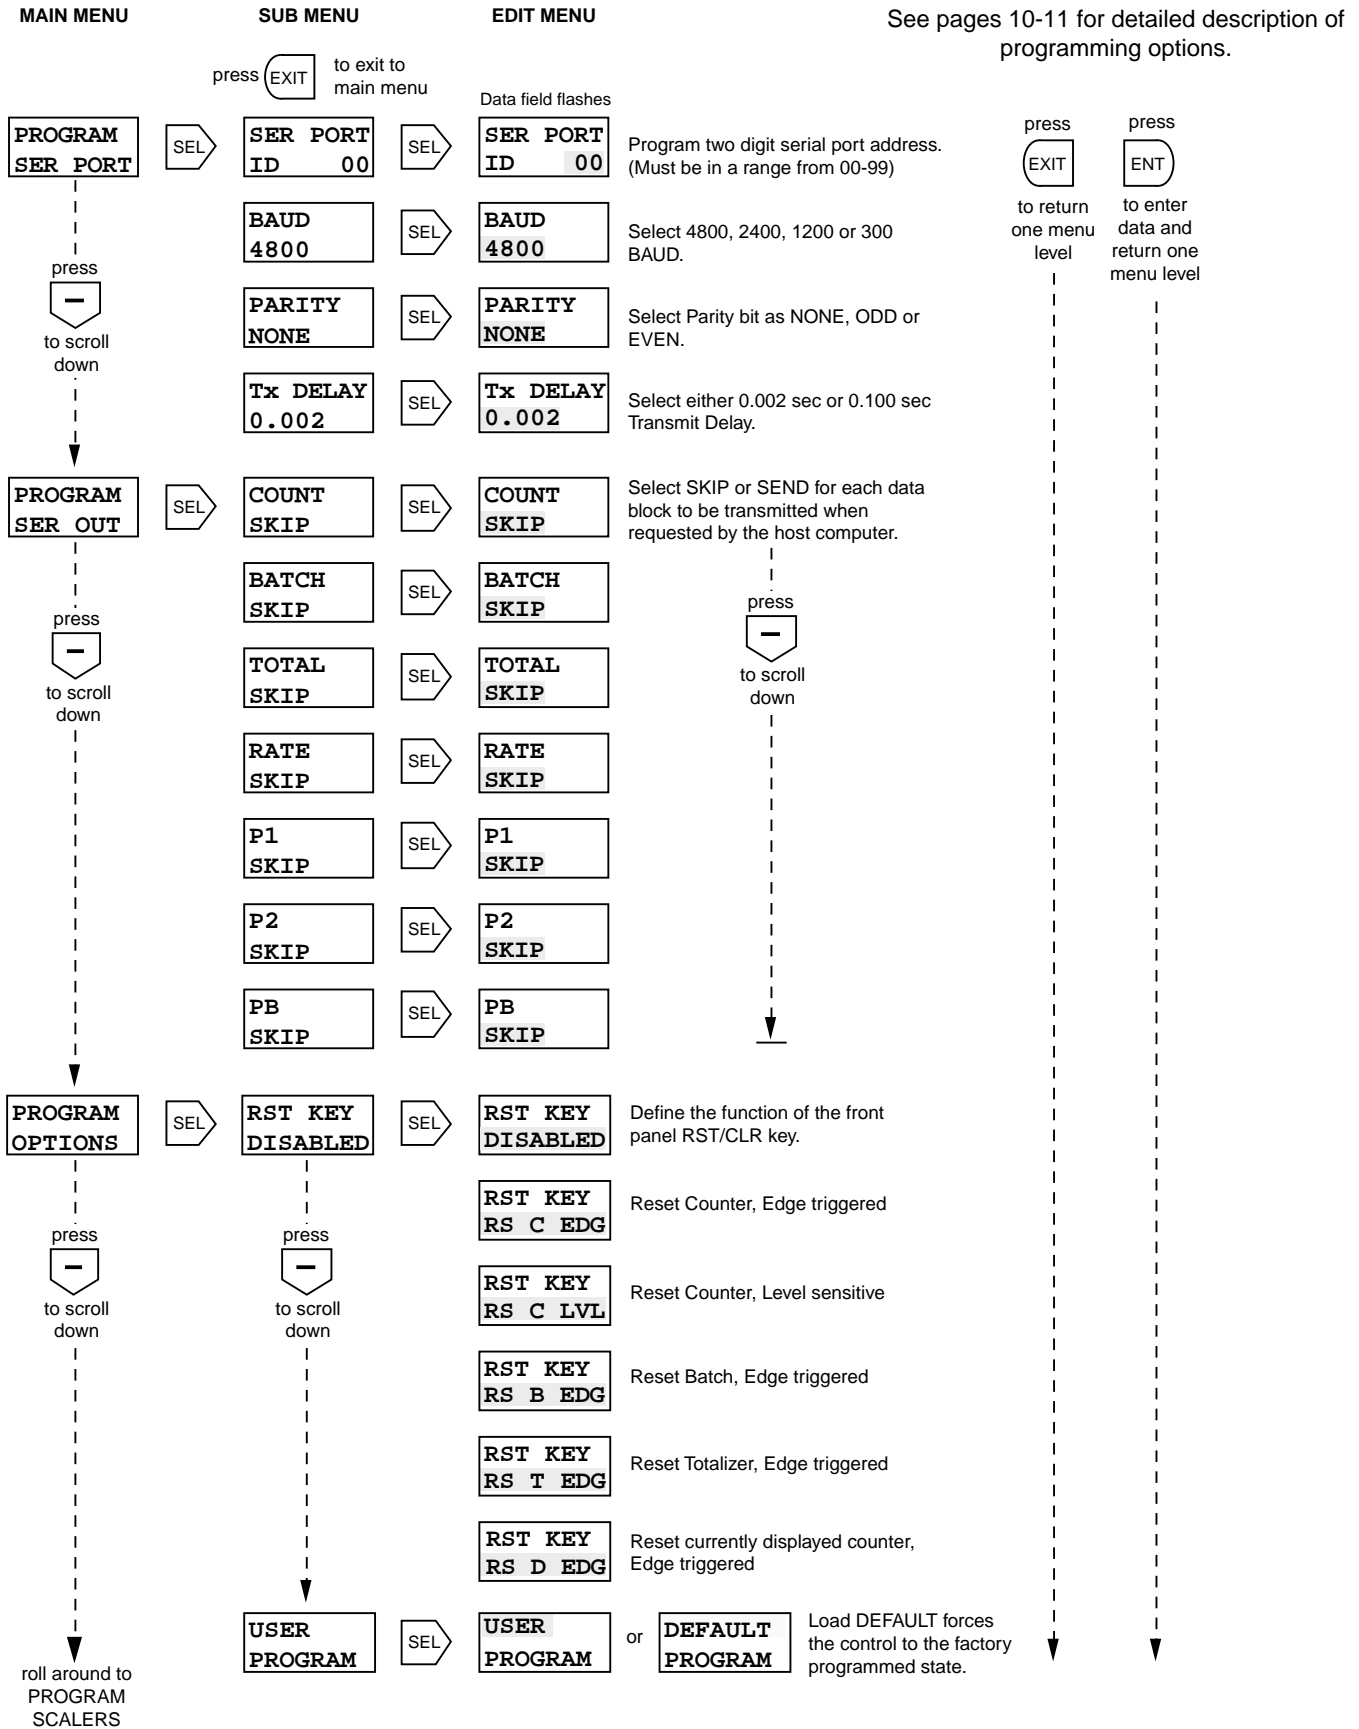 MAIN MENU
SUB MENU
EDIT MENU
See pages 10-11 for detailed description of
programming options.
press EXIT to exit to
main menu
Data field flashes
PROGRAM
SER PORT
SEL
SER PORT
ID 00
SEL
SER PORT
ID 00
Program two digit serial port address.
(Must be in a range from 00-99)
press
EXIT
to return
one menu
level
press
ENT
to enter
data and
return one
menu level
BAUD
4800
SEL
BAUD
4800
Select 4800, 2400, 1200 or 300
BAUD.
press
–
to scroll
down
PARITY
NONE
SEL
PARITY
NONE
Select Parity bit as NONE, ODD or
EVEN.
Tx DELAY
0.002
SEL
Tx DELAY
0.002
Select either 0.002 sec or 0.100 sec
Transmit Delay.
PROGRAM
SER OUT
SEL
COUNT
SKIP
SEL
COUNT
SKIP
Select SKIP or SEND for each data
block to be transmitted when
requested by the host computer.
press
–
to scroll
down
BATCH
SKIP
SEL
BATCH
SKIP
press
–
to scroll
down
TOTAL
SKIP
SEL
TOTAL
SKIP
RATE
SKIP
SEL
RATE
SKIP
P1
SKIP
SEL
P1
SKIP
P2
SKIP
SEL
P2
SKIP
PB
SKIP
SEL
PB
SKIP
PROGRAM
OPTIONS
SEL
RST KEY
DISABLED
SEL
RST KEY
DISABLED
Define the function of the front
panel RST/CLR key.
press
–
to scroll
down
press
–
to scroll
down
RST KEY
RS C EDG
Reset Counter, Edge triggered
RST KEY
RS C LVL
Reset Counter, Level sensitive
RST KEY
RS B EDG
Reset Batch, Edge triggered
RST KEY
RS T EDG
Reset Totalizer, Edge triggered
RST KEY
RS D EDG
Reset currently displayed counter,
Edge triggered
USER
PROGRAM
SEL
USER
PROGRAM
or
DEFAULT
PROGRAM
Load DEFAULT forces
the control to the factory
programmed state.
roll around to
PROGRAM
SCALERS